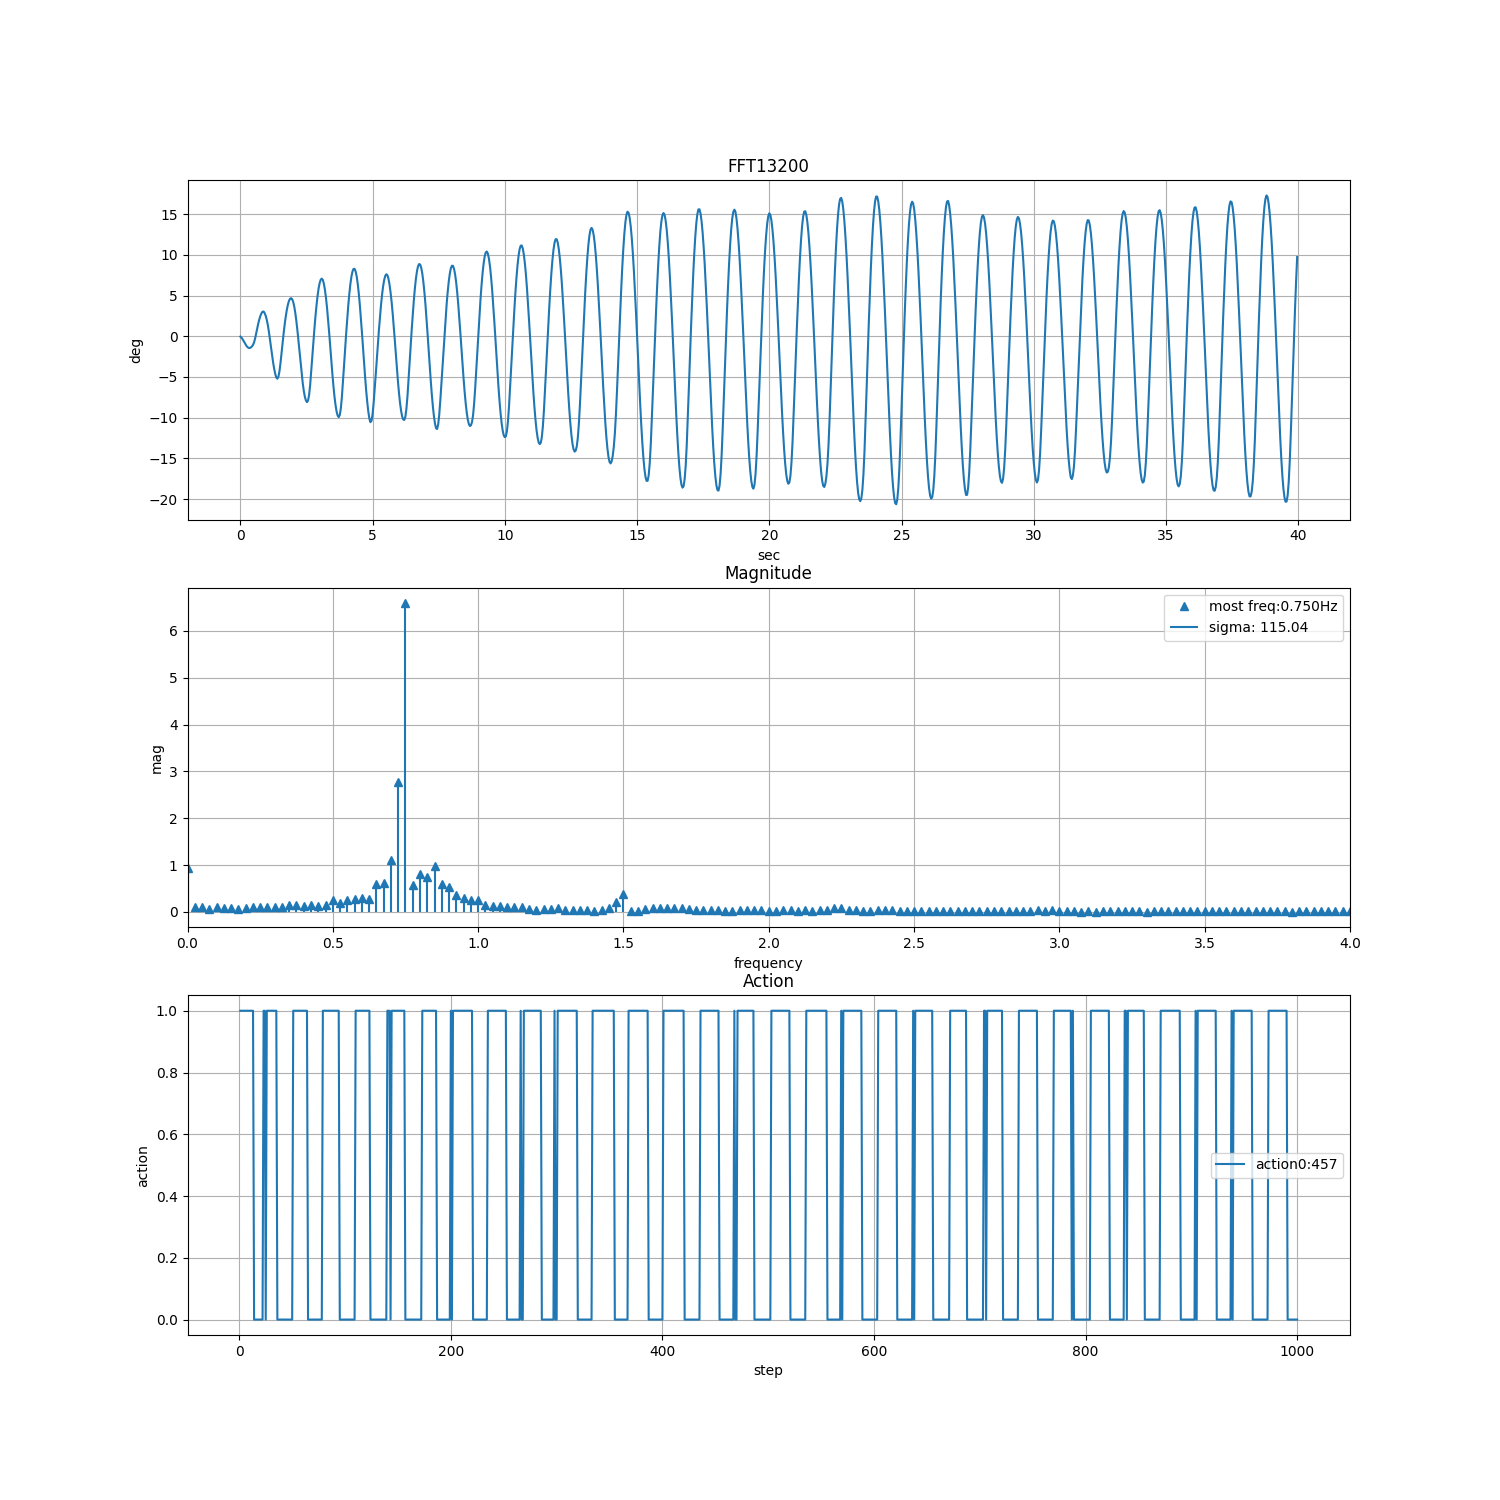 FFT13200
15
10
5
0
−5
−10
−15
−20
deg
0 5 10 15 20 25 30 35 40
sec
Magnitude
most freq:0.750Hz
sigma: 115.04
6
5
4
3
2
1
0
mag
0.0 0.5 1.0 1.5 2.0 2.5 3.0 3.5 4.0
frequency
Action
1.0
0.8
0.6
0.4
0.2
0.0
action
action0:457
0 200 400 600 800 1000
step